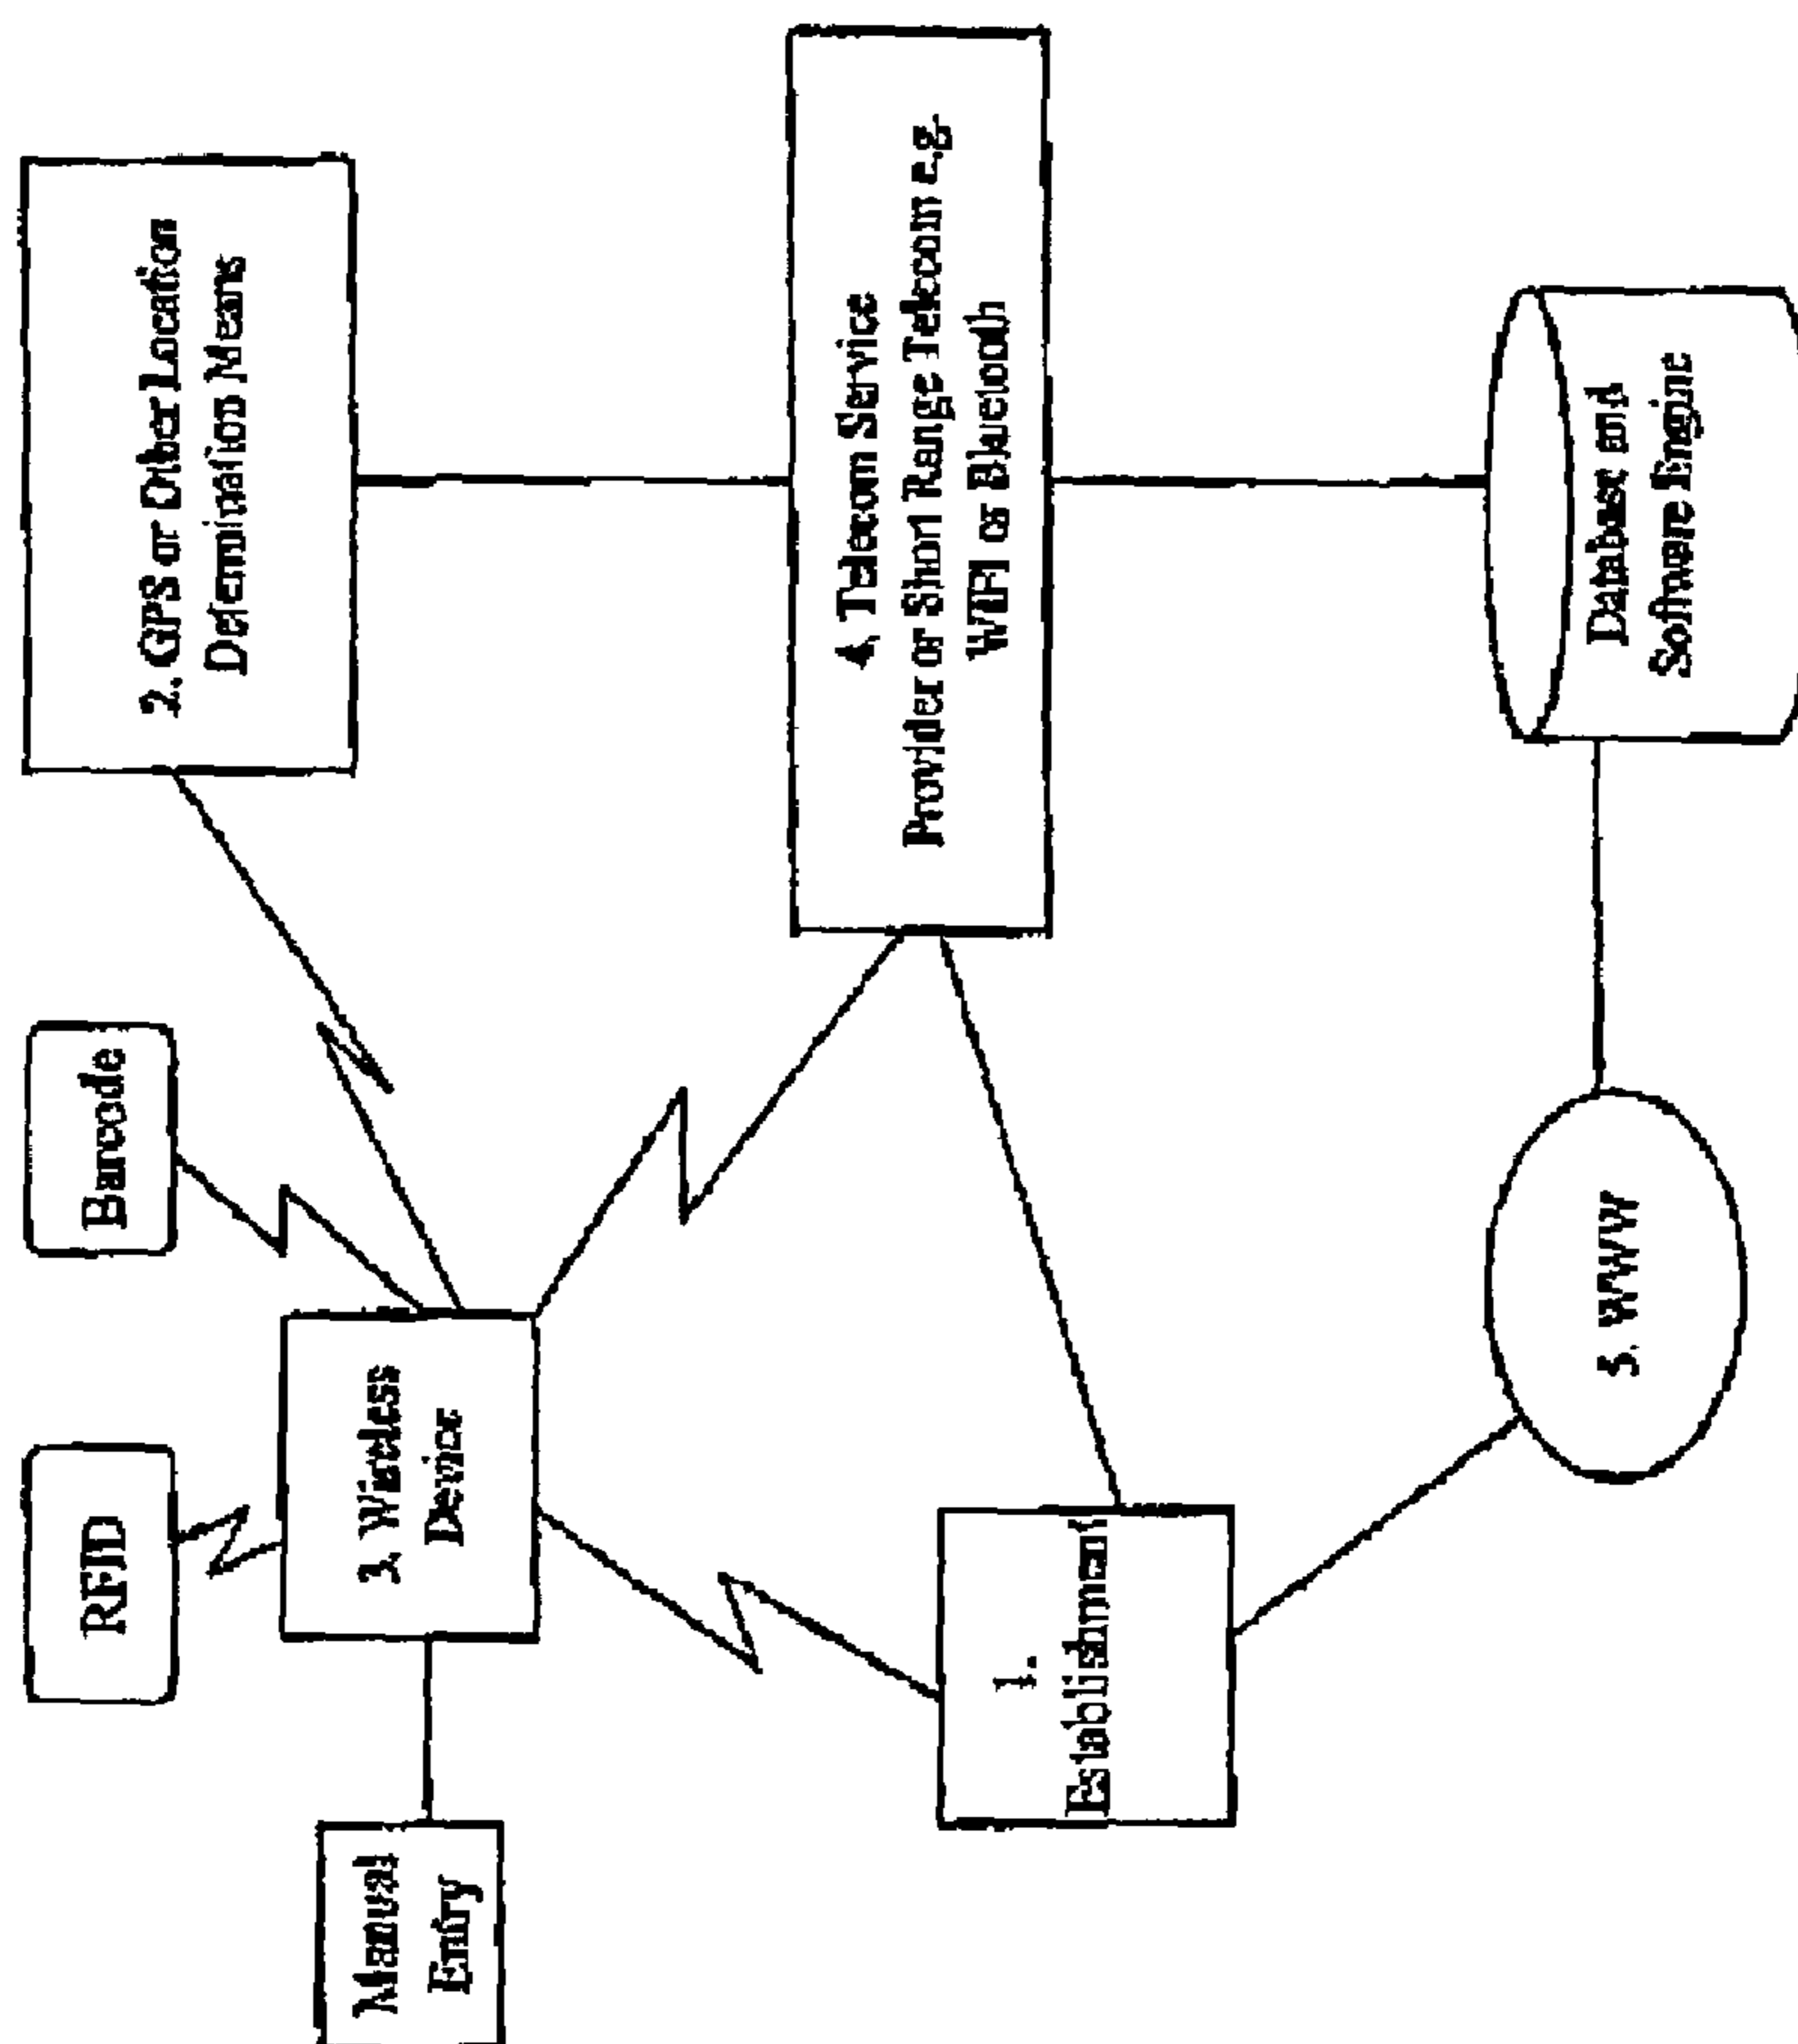 RFID
Barcode
2. GPS or Other Location
Determination Means
Manual
Entry
3. Wireless
Device
4. Telecom Service
Provider or Short Range Telecom e.g.
WIFI or Bluetooth
1.
Establishment
5. WWW
Database and
Software Engine